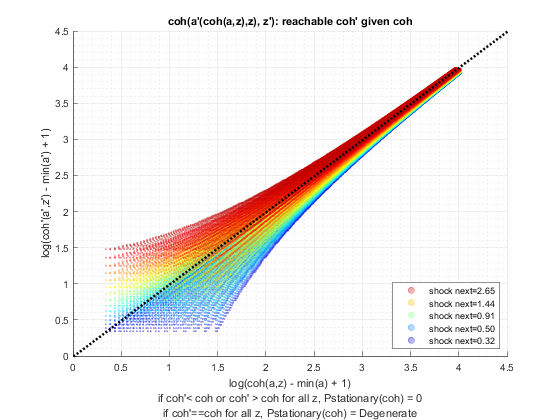 coh(a'(coh(a,z),z), z'): reachable coh' given coh
4.5
4
3.5
3
2.5
2
1.5
1
0.5
0
log(coh'(a',z') - min(a') + 1)
shock next=2.65
shock next=1.44
shock next=0.91
shock next=0.50
shock next=0.32
0 0.5 1 1.5 2 2.5 3 3.5 4 4.5
log(coh(a,z) - min(a) + 1)
if coh'< coh or coh' > coh for all z, Pstationary(coh) = 0
if coh'==coh for all z, Pstationary(coh) = Degenerate